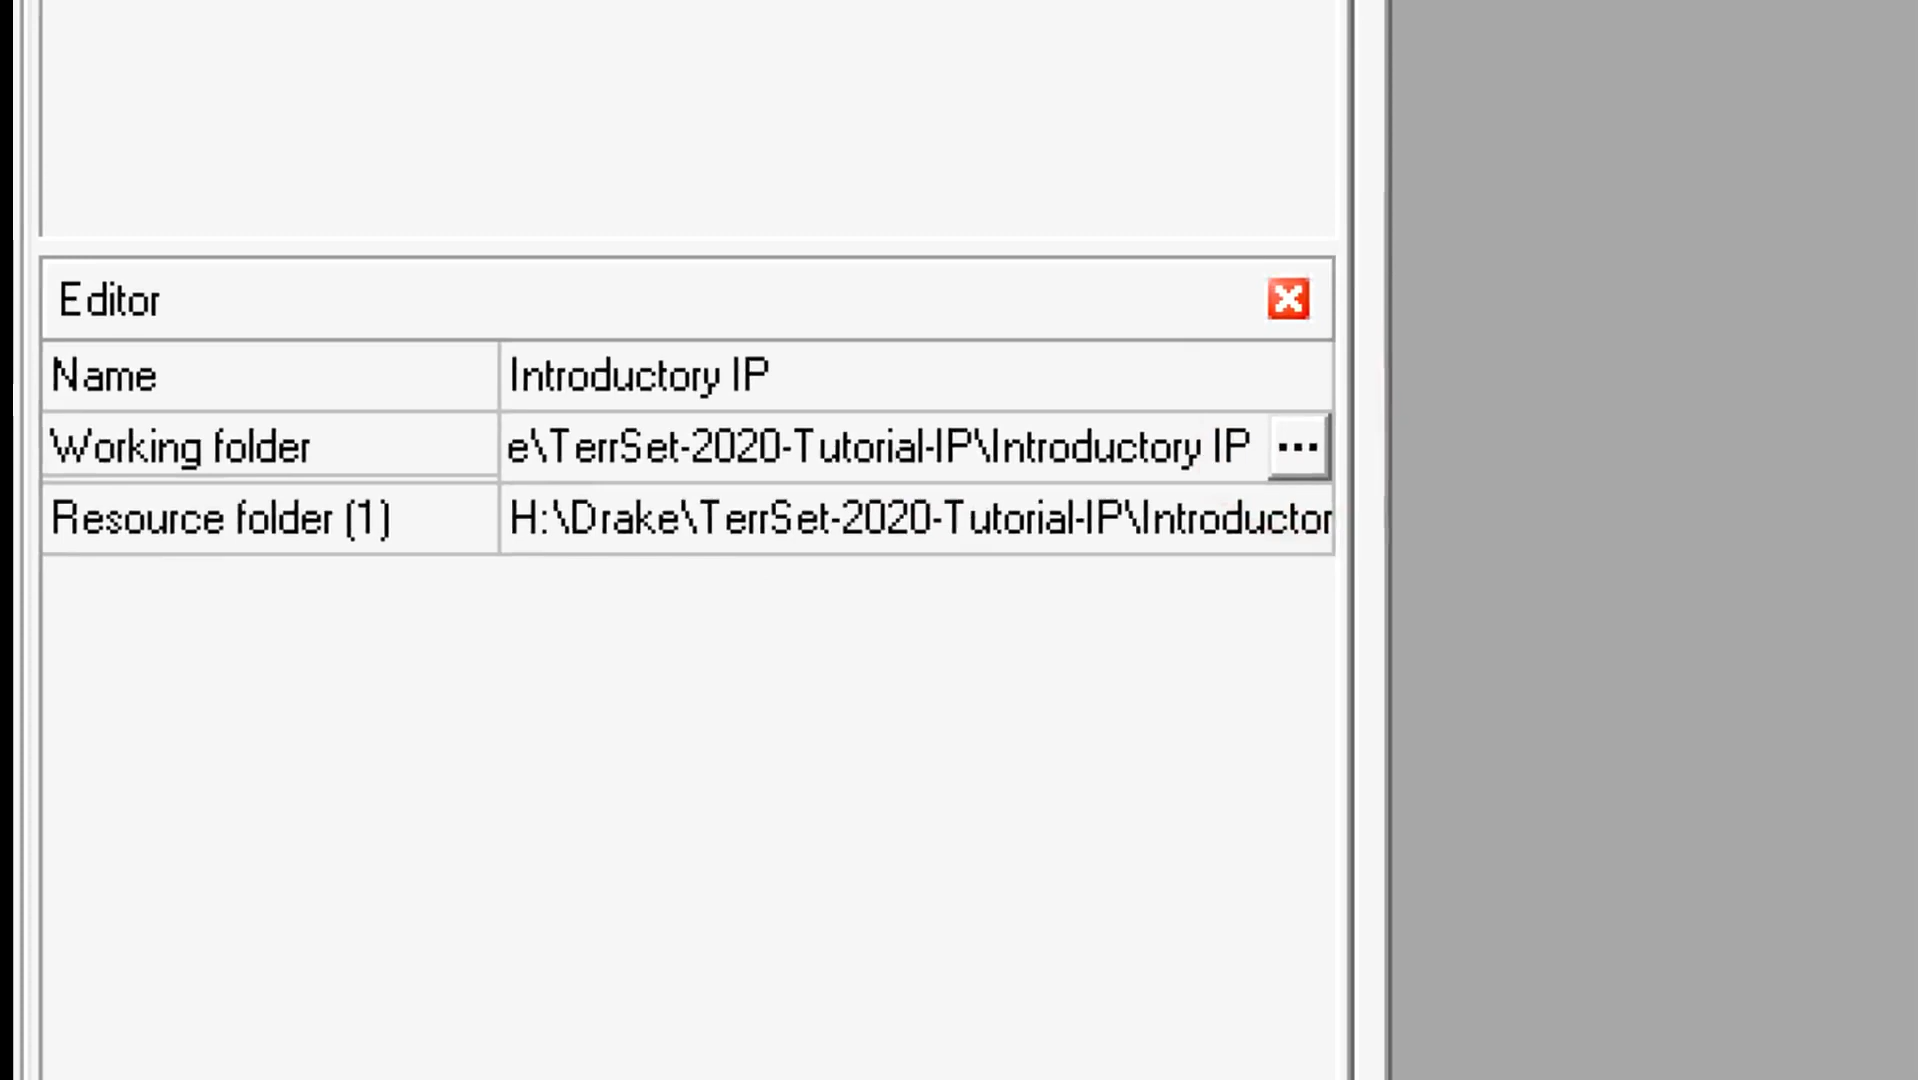 Editor
Name Introductory IP
Working folder e\TerrSet-2020-Tutorial-IP\Introductory IP ...
Resource folder (1) H:\Drake\TerrSet-2020-Tutorial-IP\Introductor